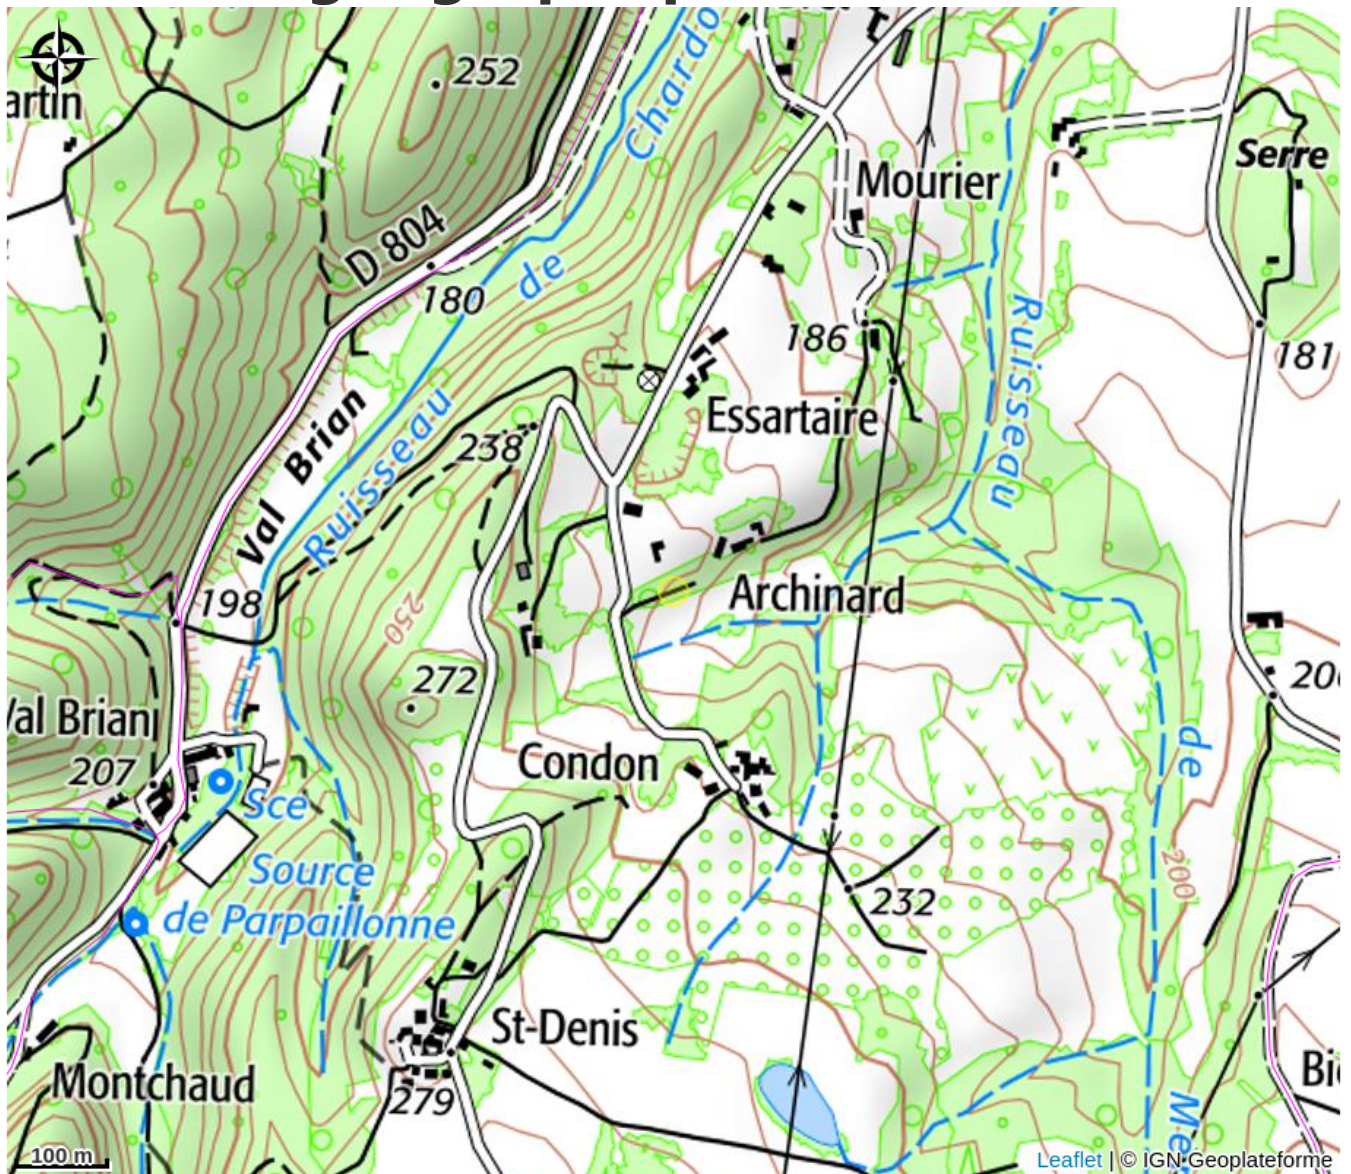 252
artin
Chardo
Serre
Mourier
D 804
de
180
186
Ruisseau
181
Essartaire
238
Ruisseau
Val Brian
198
Archinard
250
272
20
Val Brian
de
Condon
207
Sce
Source
de Parpaillonne
200
232
St-Denis
Montchaud
279
Bi
Me
100 m
Leaflet | © IGN-Geoplateforme